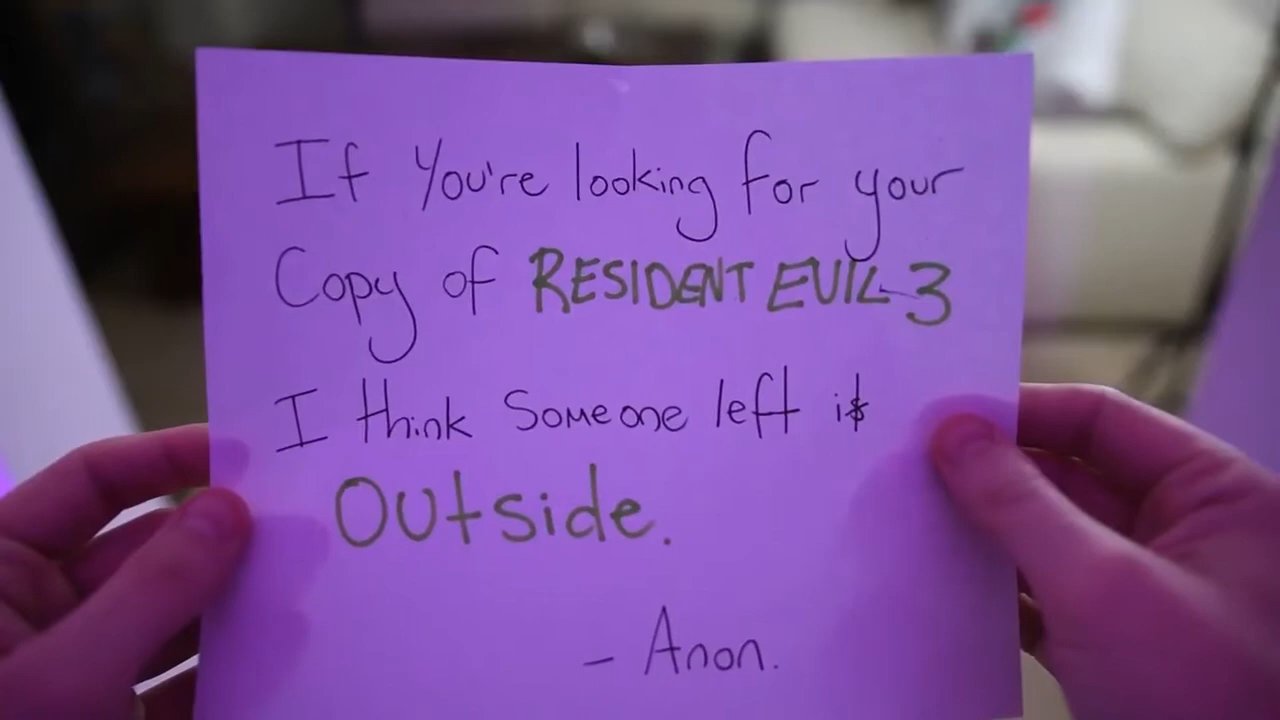 If You're looking for your
Copy of RESIDENT EVIL 3
I think Someone left it
Outside.
- Anon.